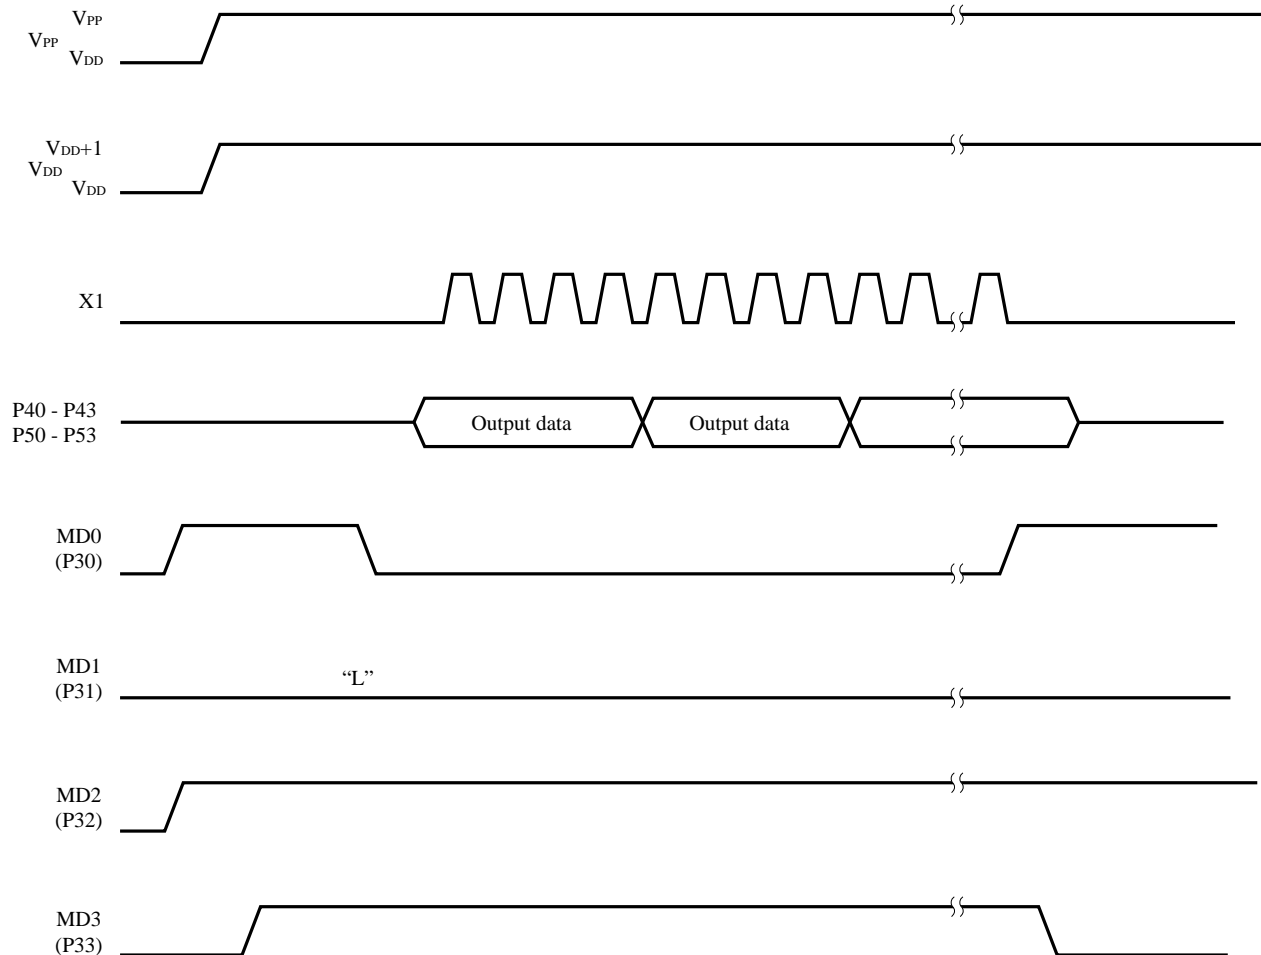 VPP
VPP
VDD
VDD+1
VDD
VDD
X1
P40 - P43
P50 - P53
Output data
Output data
MD0
(P30)
MD1
(P31)
“L”
MD2
(P32)
MD3
(P33)